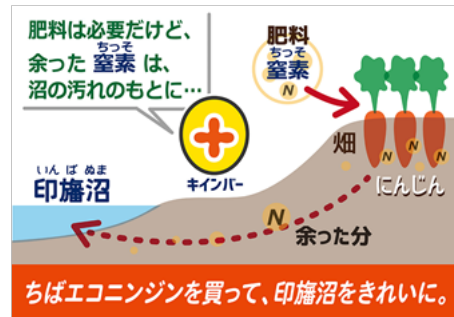 肥料は必要だけど、
余った窒素は、
ちっそ
沼の汚れのもとに…
肥料
ちっそ
窒素
N
畑
N
N
N
にんじん
キインバー
いんばぬま
印旛沼
N
余った分
ちばエコニンジンを買って、印旛沼をきれいに。